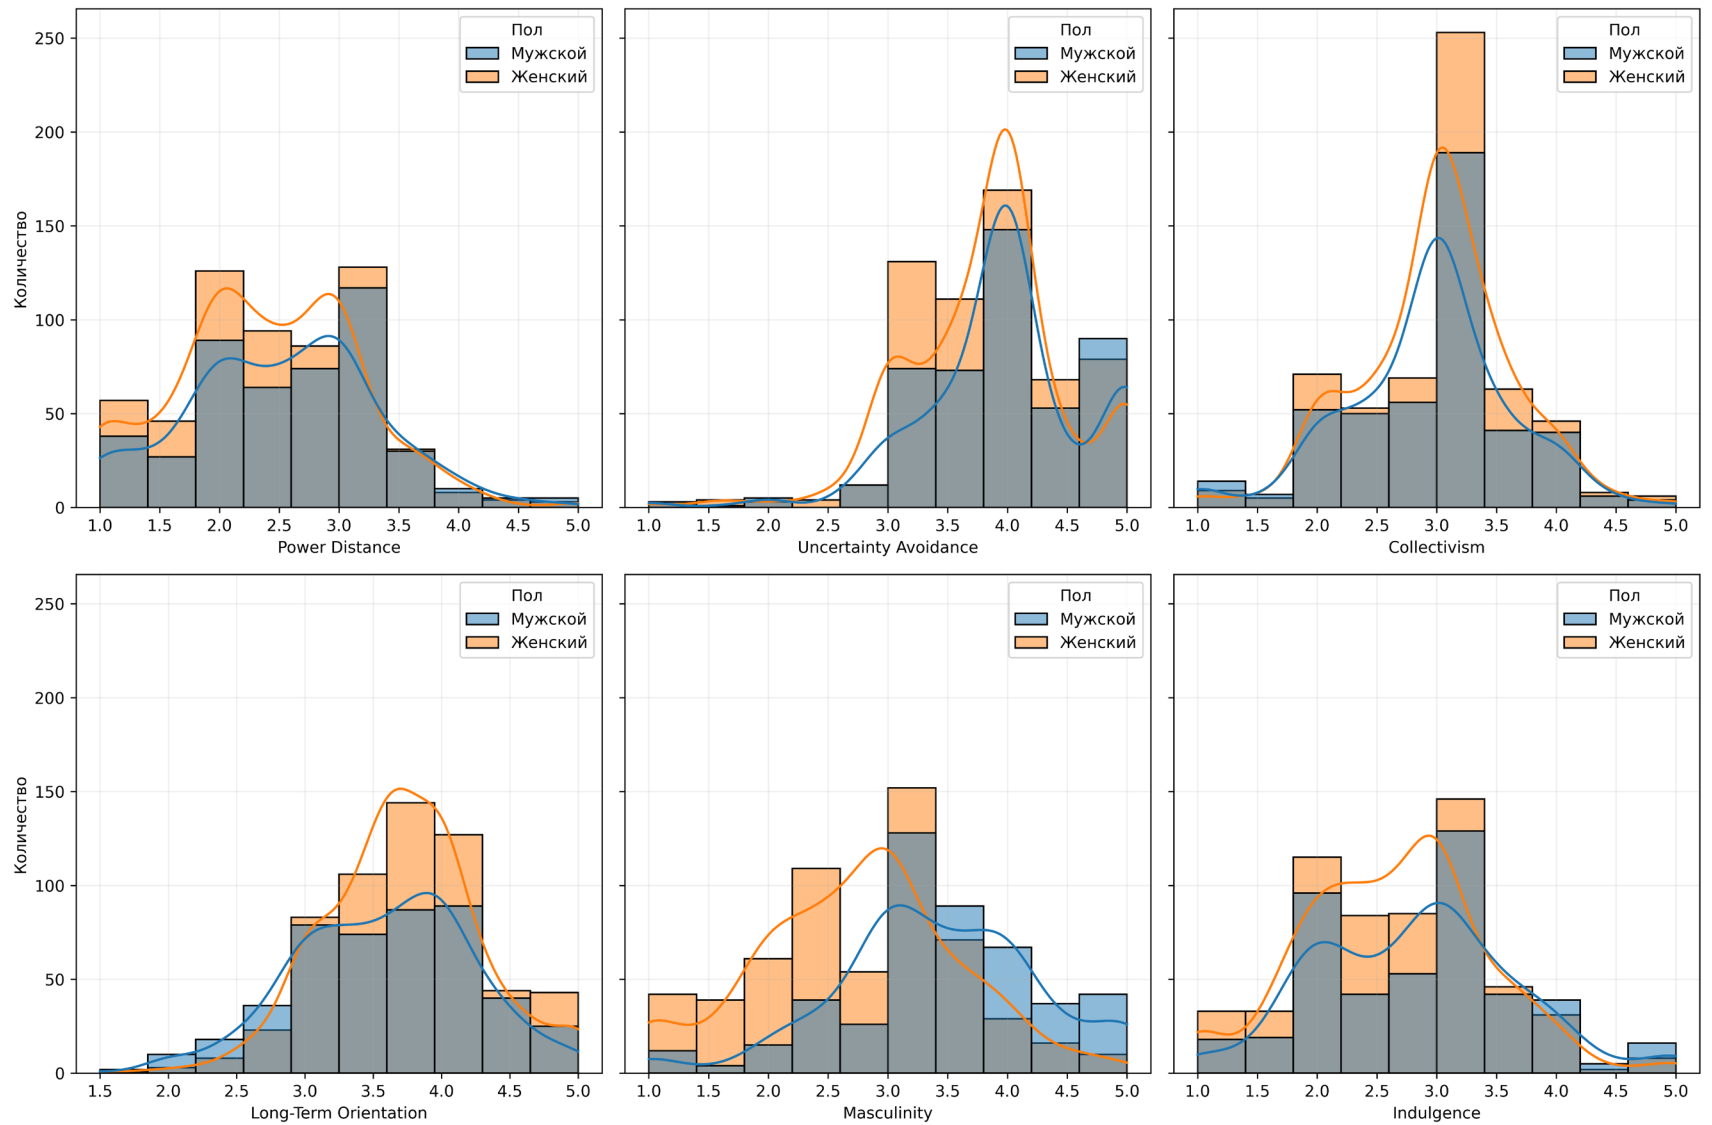 Количество
250
200
150
100
50
0
Пол
Мужской
Женский
1.0 1.5 2.0 2.5 3.0 3.5 4.0 4.5 5.0
Power Distance
Пол
Мужской
Женский
1.0 1.5 2.0 2.5 3.0 3.5 4.0 4.5 5.0
Uncertainty Avoidance
Пол
Мужской
Женский
1.0 1.5 2.0 2.5 3.0 3.5 4.0 4.5 5.0
Collectivism
Количество
250
200
150
100
50
0
Пол
Мужской
Женский
1.5 2.0 2.5 3.0 3.5 4.0 4.5 5.0
Long-Term Orientation
Пол
Мужской
Женский
1.0 1.5 2.0 2.5 3.0 3.5 4.0 4.5 5.0
Masculinity
Пол
Мужской
Женский
1.0 1.5 2.0 2.5 3.0 3.5 4.0 4.5 5.0
Indulgence